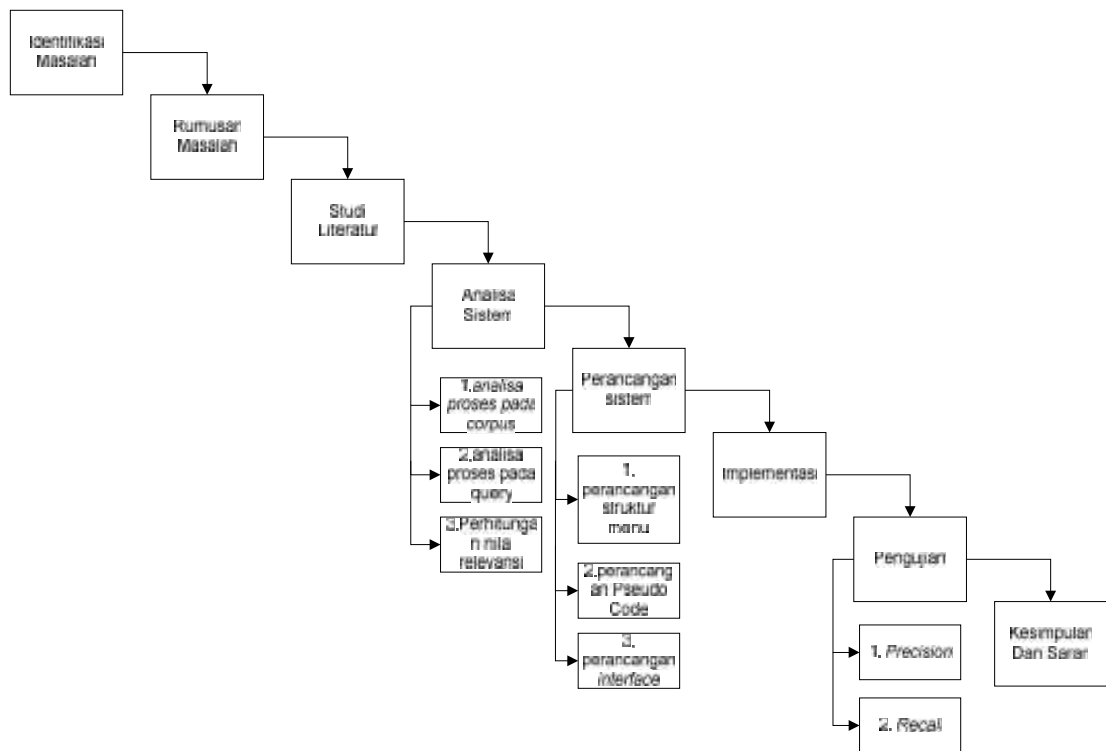 Identifikasi
Masalah
Rumusan
Masalah
Studi
Literatur
Analisa
Sistem
1.analisa
proses pada
corpus
2.analisa
proses pada
query
3.Perhitunga
n nilai
relevansi
Perancangan
sistem
1.
perancangan
struktur
menu
2.perancang
an Pseudo
Code
3.
perancangan
interface
Implementasi
Pengujian
1. Precision
2. Recall
Kesimpulan
Dan Saran